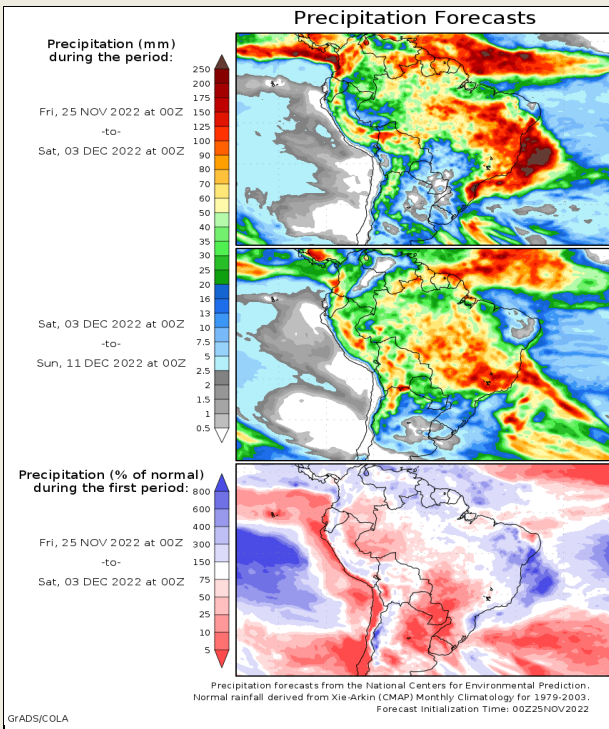 Precipitation Forecasts
Precipitation (mm)
during the period:
Fri, 25 NOV 2022 at 00Z
-to-
Sat, 03 DEC 2022 at 00Z
250
200
175
150
125
100
90
80
70
60
50
40
35
30
25
20
16
13
10
7.5
5
2.5
2
1.5
1
0.5
Sat, 03 DEC 2022 at 00Z
-to-
Sun, 11 DEC 2022 at 00Z
Precipitation (% of normal)
during the first period:
Fri, 25 NOV 2022 at 00Z
-to-
Sat, 03 DEC 2022 at 00Z
800
600
400
300
150
75
50
25
10
5
Precipitation forecasts from the National Centers for Environmental Prediction.
Normal rainfall derived from Xie-Arkin (CMAP) Monthly Climatology for 1979-2003.
Forecast Initialization Time: 00Z25NOV2022
GrADS/COLA